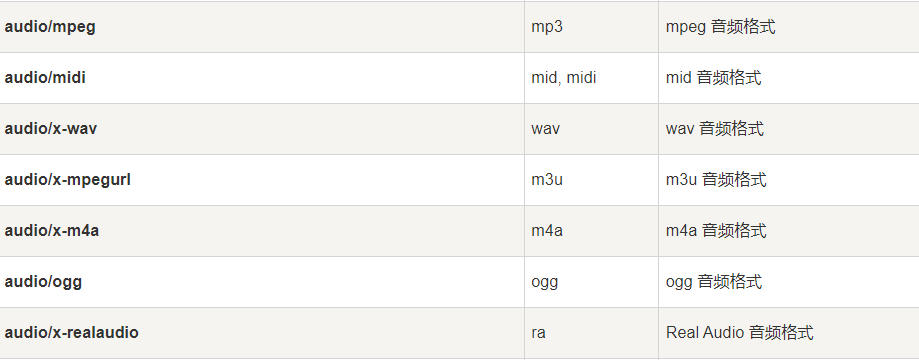 audio/mpeg mp3 mpeg 音频格式
audio/midi mid, midi mid 音频格式
audio/x-wav wav wav 音频格式
audio/x-mpegurl m3u m3u 音频格式
audio/x-m4a m4a m4a 音频格式
audio/ogg ogg ogg 音频格式
audio/x-realaudio ra Real Audio 音频格式